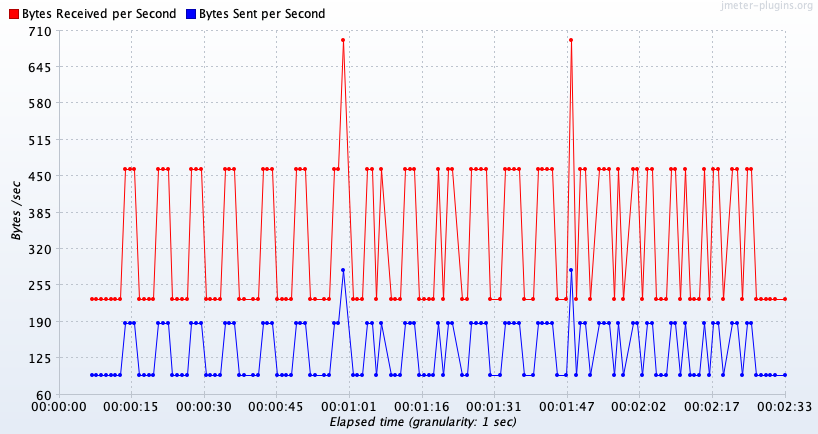 jmeter-plugins.org
Bytes Received per Second Bytes Sent per Second
710
645
580
515
450
385
320
255
190
125
60
Bytes /sec
00:00:00 00:00:15 00:00:30 00:00:45 00:01:01 00:01:16 00:01:31 00:01:47 00:02:02 00:02:17 00:02:33
Elapsed time (granularity: 1 sec)